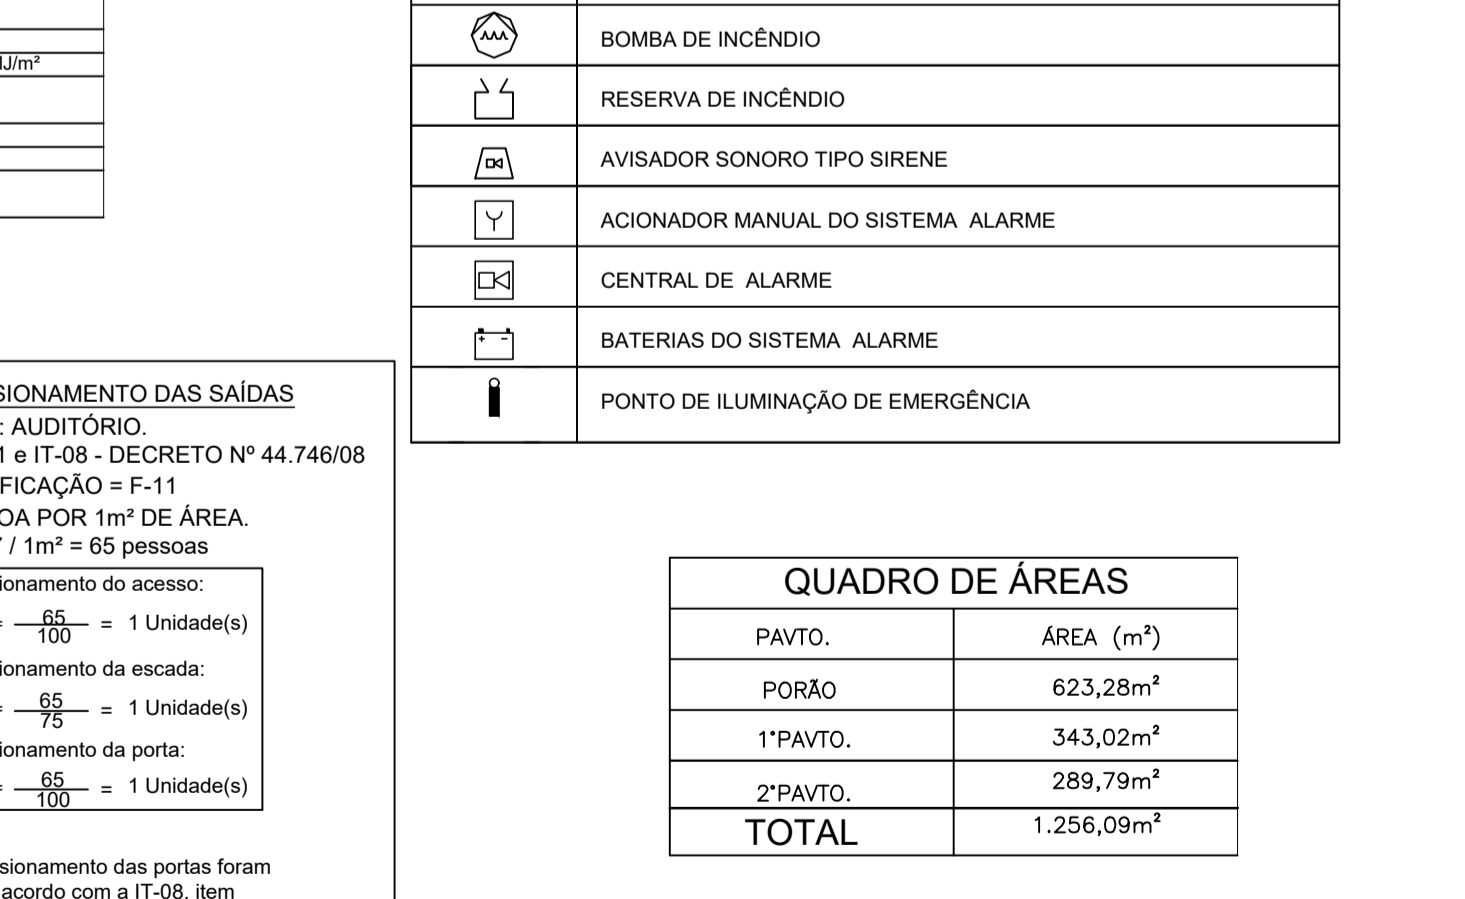 BOMBA DE INCÊNDIO
RESERVA DE INCÊNDIO
AVISADOR SONORO TIPO SIRENE
ACIONADOR MANUAL DO SISTEMA  ALARME
CENTRAL DE  ALARME
BATERIAS DO SISTEMA  ALARME
PONTO DE ILUMINAÇÃO DE EMERGÊNCIA
/m²
SIONAMENTO DAS SAÍDAS
: AUDITÓRIO.
1 e IT-08 - DECRETO Nº 44.746/08
FICAÇÃO = F-11
OA POR 1m² DE ÁREA.
/ 1m² = 65 pessoas
ionamento do acesso:
= 65/100 = 1 Unidade(s)
ionamento da escada:
= 65/75 = 1 Unidade(s)
ionamento da porta:
= 65/100 = 1 Unidade(s)
sionamento das portas foram
acordo com a IT-08, item
QUADRO DE ÁREAS
PAVTO. ÁREA (m²)
PORÃO 623,28m²
1°PAVTO. 343,02m²
2°PAVTO. 289,79m²
TOTAL 1.256,09m²